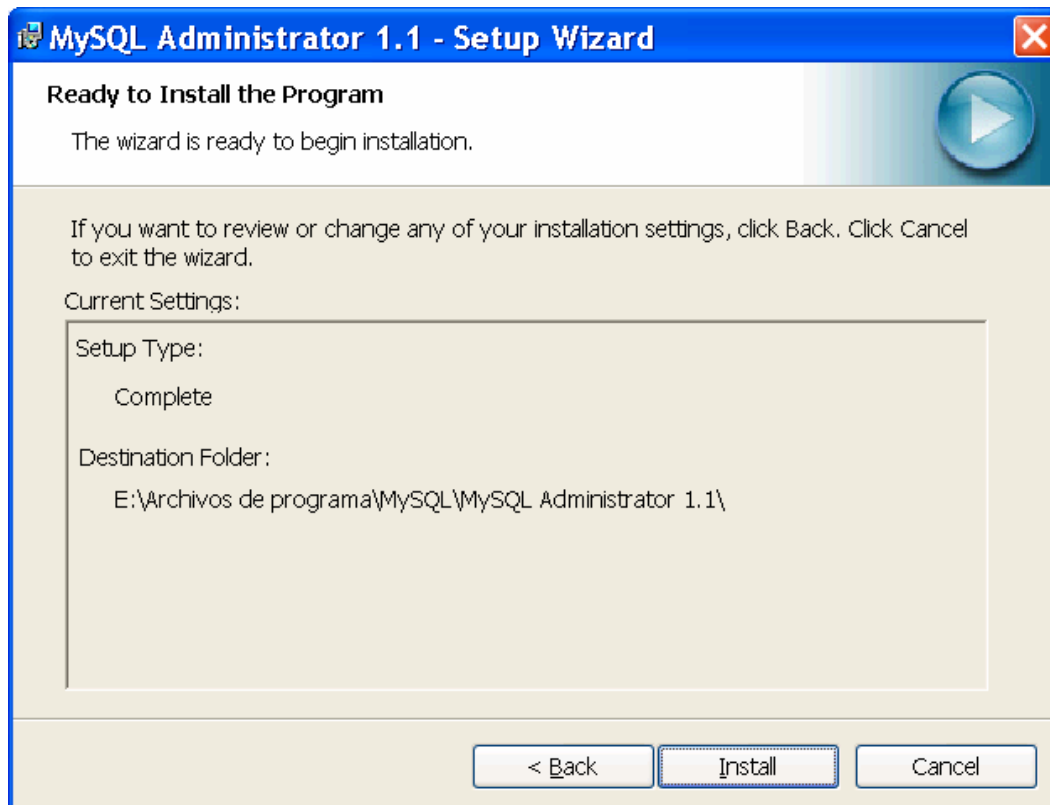 MySQL Administrator 1.1 - Setup Wizard
Ready to Install the Program
The wizard is ready to begin installation.
If you want to review or change any of your installation settings, click Back. Click Cancel
to exit the wizard.
Current Settings:
Setup Type:
Complete
Destination Folder:
E:\Archivos de programa\MySQL\MySQL Administrator 1.1\
< Back
Install
Cancel